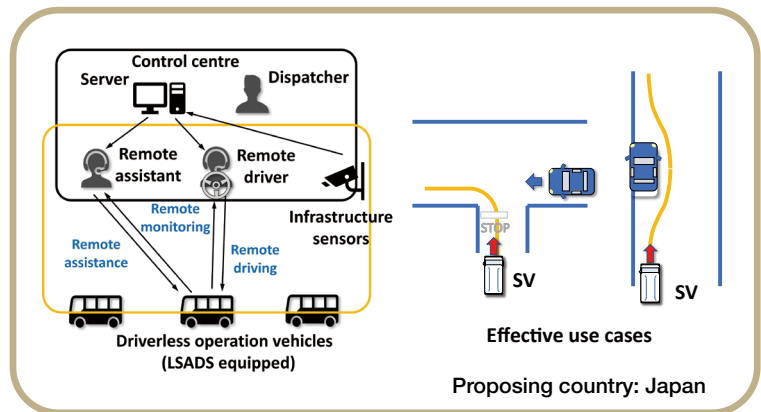 Control centre
Server
Dispatcher
Remote
assistant
Remote
driver
Infrastructure
sensors
Remote
monitoring
Remote
assistance
Remote
driving
Driverless operation vehicles
(LSADS equipped)
STOP
SV
SV
Effective use cases
Proposing country: Japan